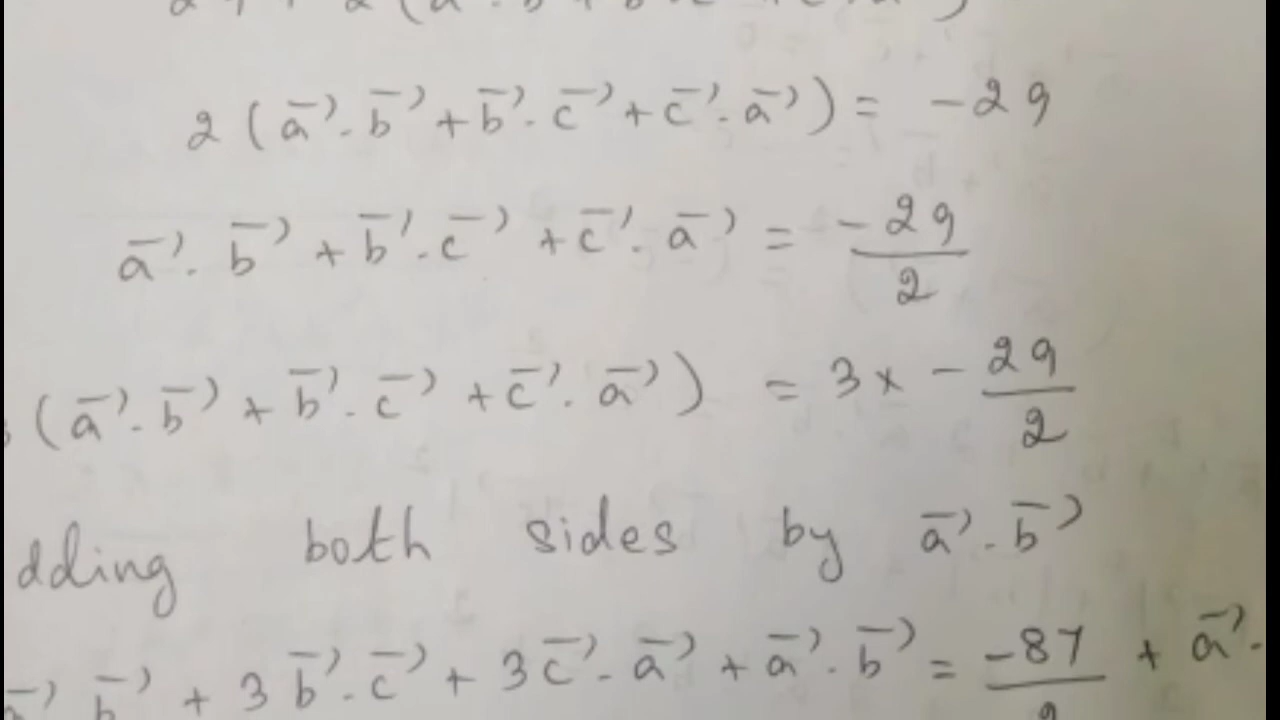 2(a⃗·b⃗ + b⃗·c⃗ + c⃗·a⃗) = -29
a⃗·b⃗ + b⃗·c⃗ + c⃗·a⃗ = -29/2
(a⃗·b⃗ + b⃗·c⃗ + c⃗·a⃗) = 3 x -29/2
dding both sides by a⃗·b⃗
b⃗ + 3 b⃗·c⃗ + 3 c⃗·a⃗ + a⃗·b⃗ = -87/2 + a⃗·